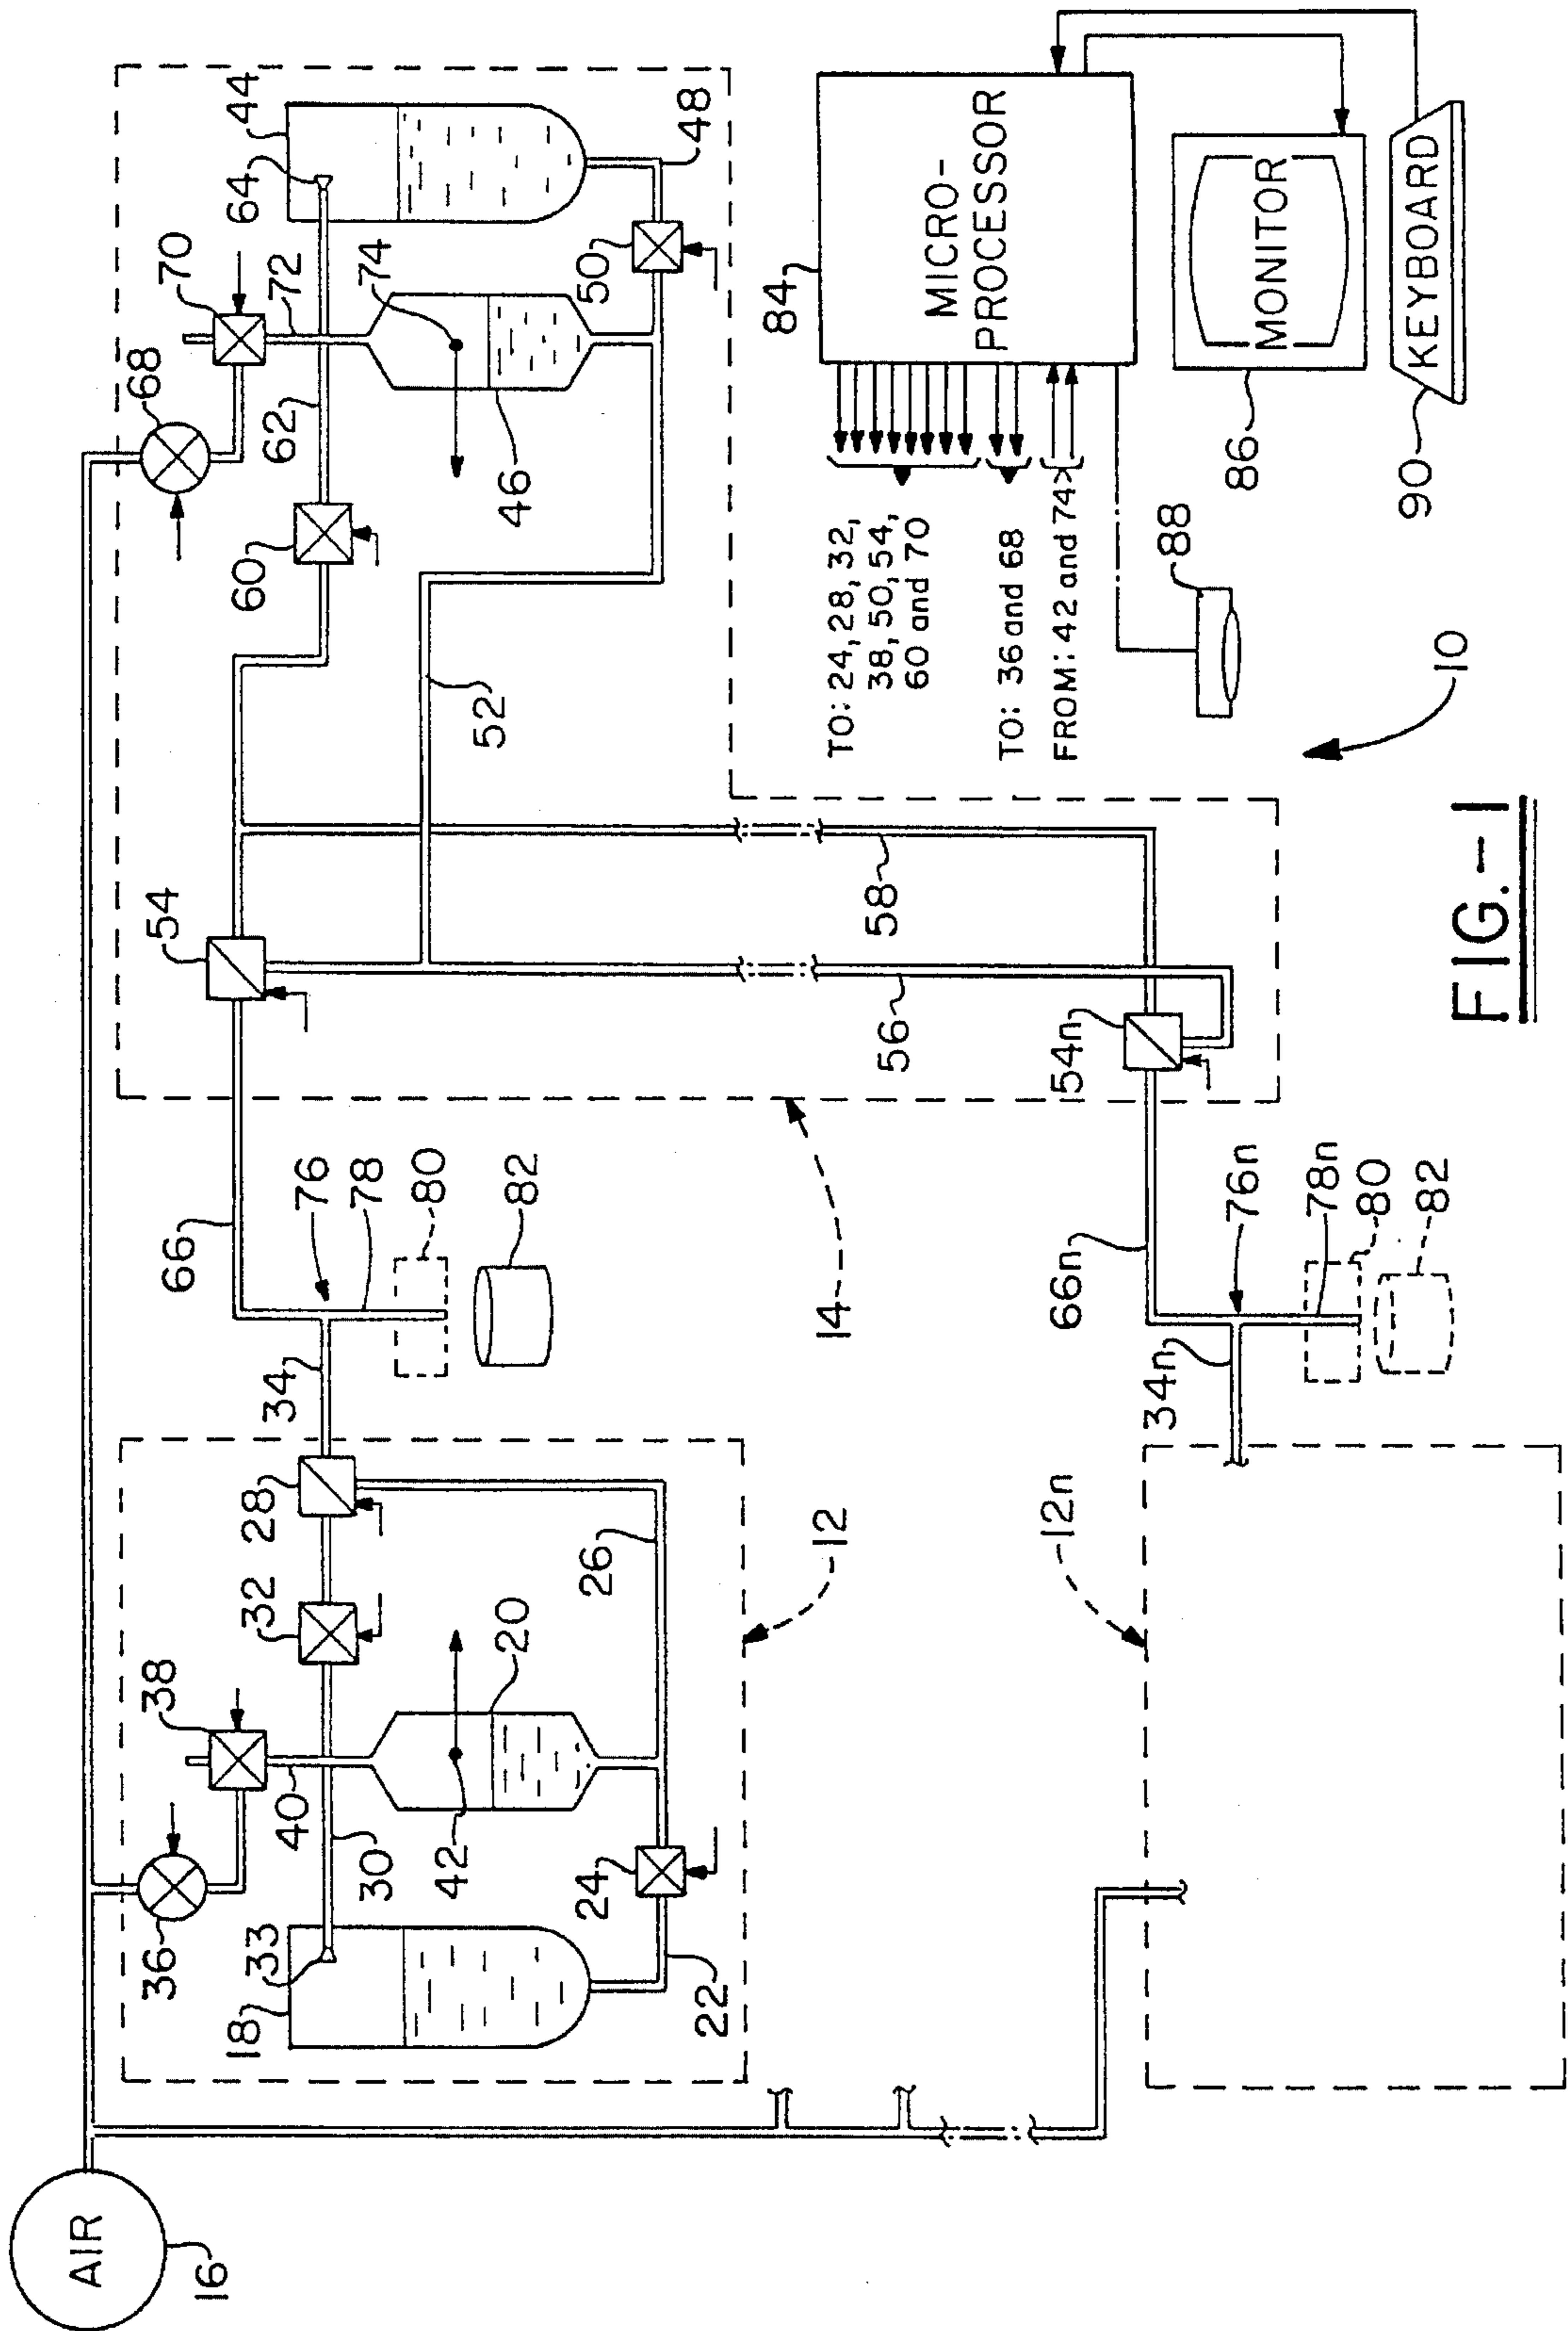 AIR
16
36
38
18
33
40
30
32
28
42
20
24
22
26
12
34
66
76
78
80
82
14
54
68
70
60
62
72
64
44
74
46
50
48
52
56
58
54n
66n
76n
34n
78n
80
82
12n
84
MICRO-
PROCESSOR
TO: 24, 28, 32,
38, 50, 54,
60 and 70
TO: 36 and 68
FROM: 42 and 74
88
86
MONITOR
90
KEYBOARD
10
FIG.-1